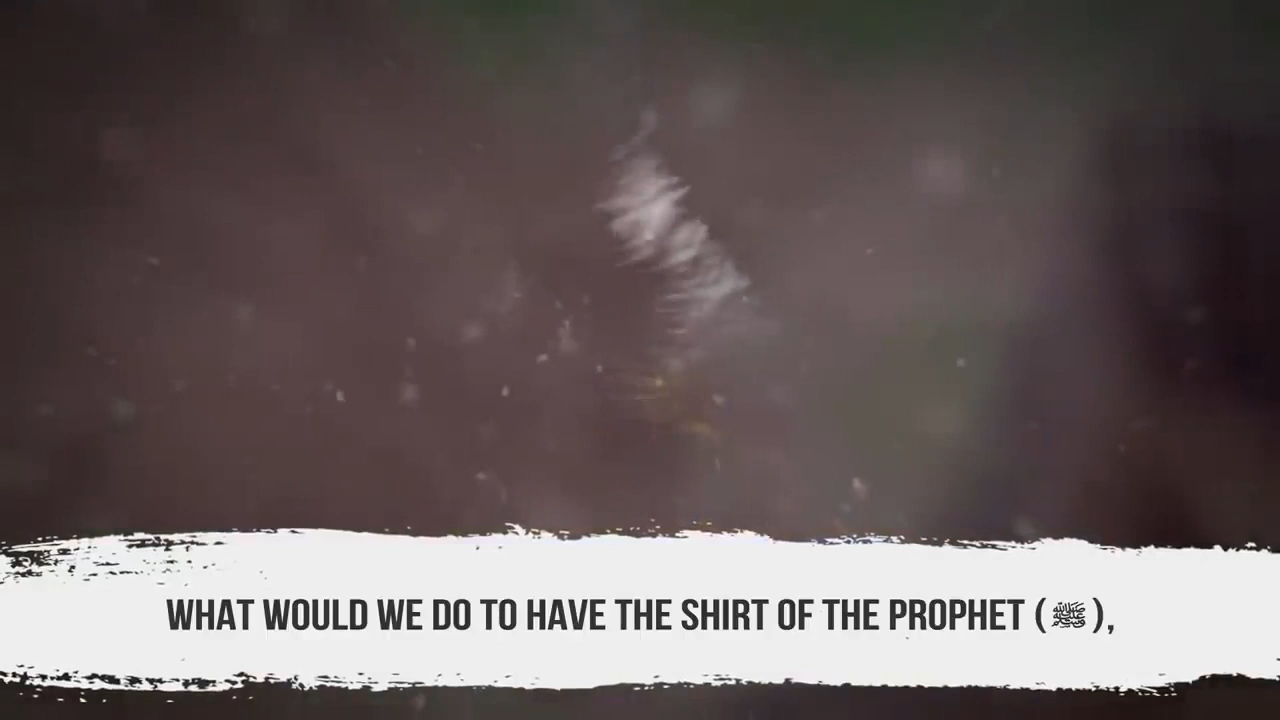 WHAT WOULD WE DO TO HAVE THE SHIRT OF THE PROPHET (ﷺ),